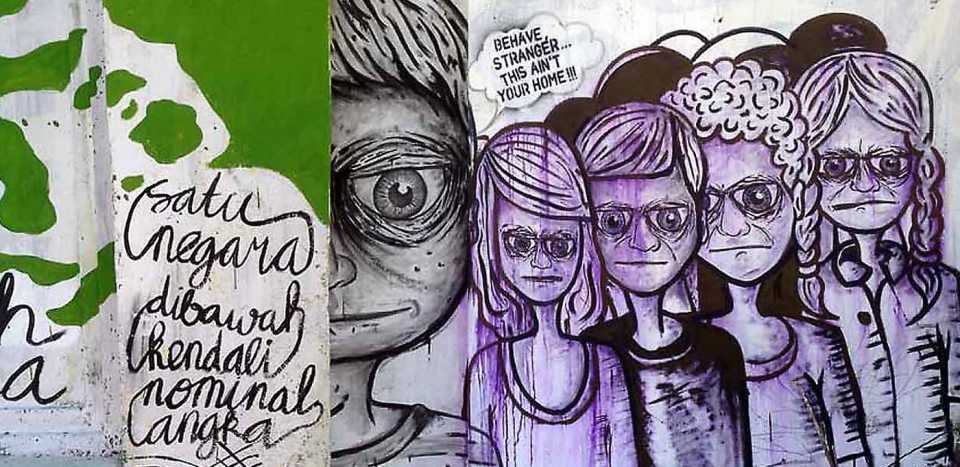 satu
negara
dibawah
kendali
nominal
angka
BEHAVE,
STRANGER...
THIS AIN'T
YOUR HOME!!!